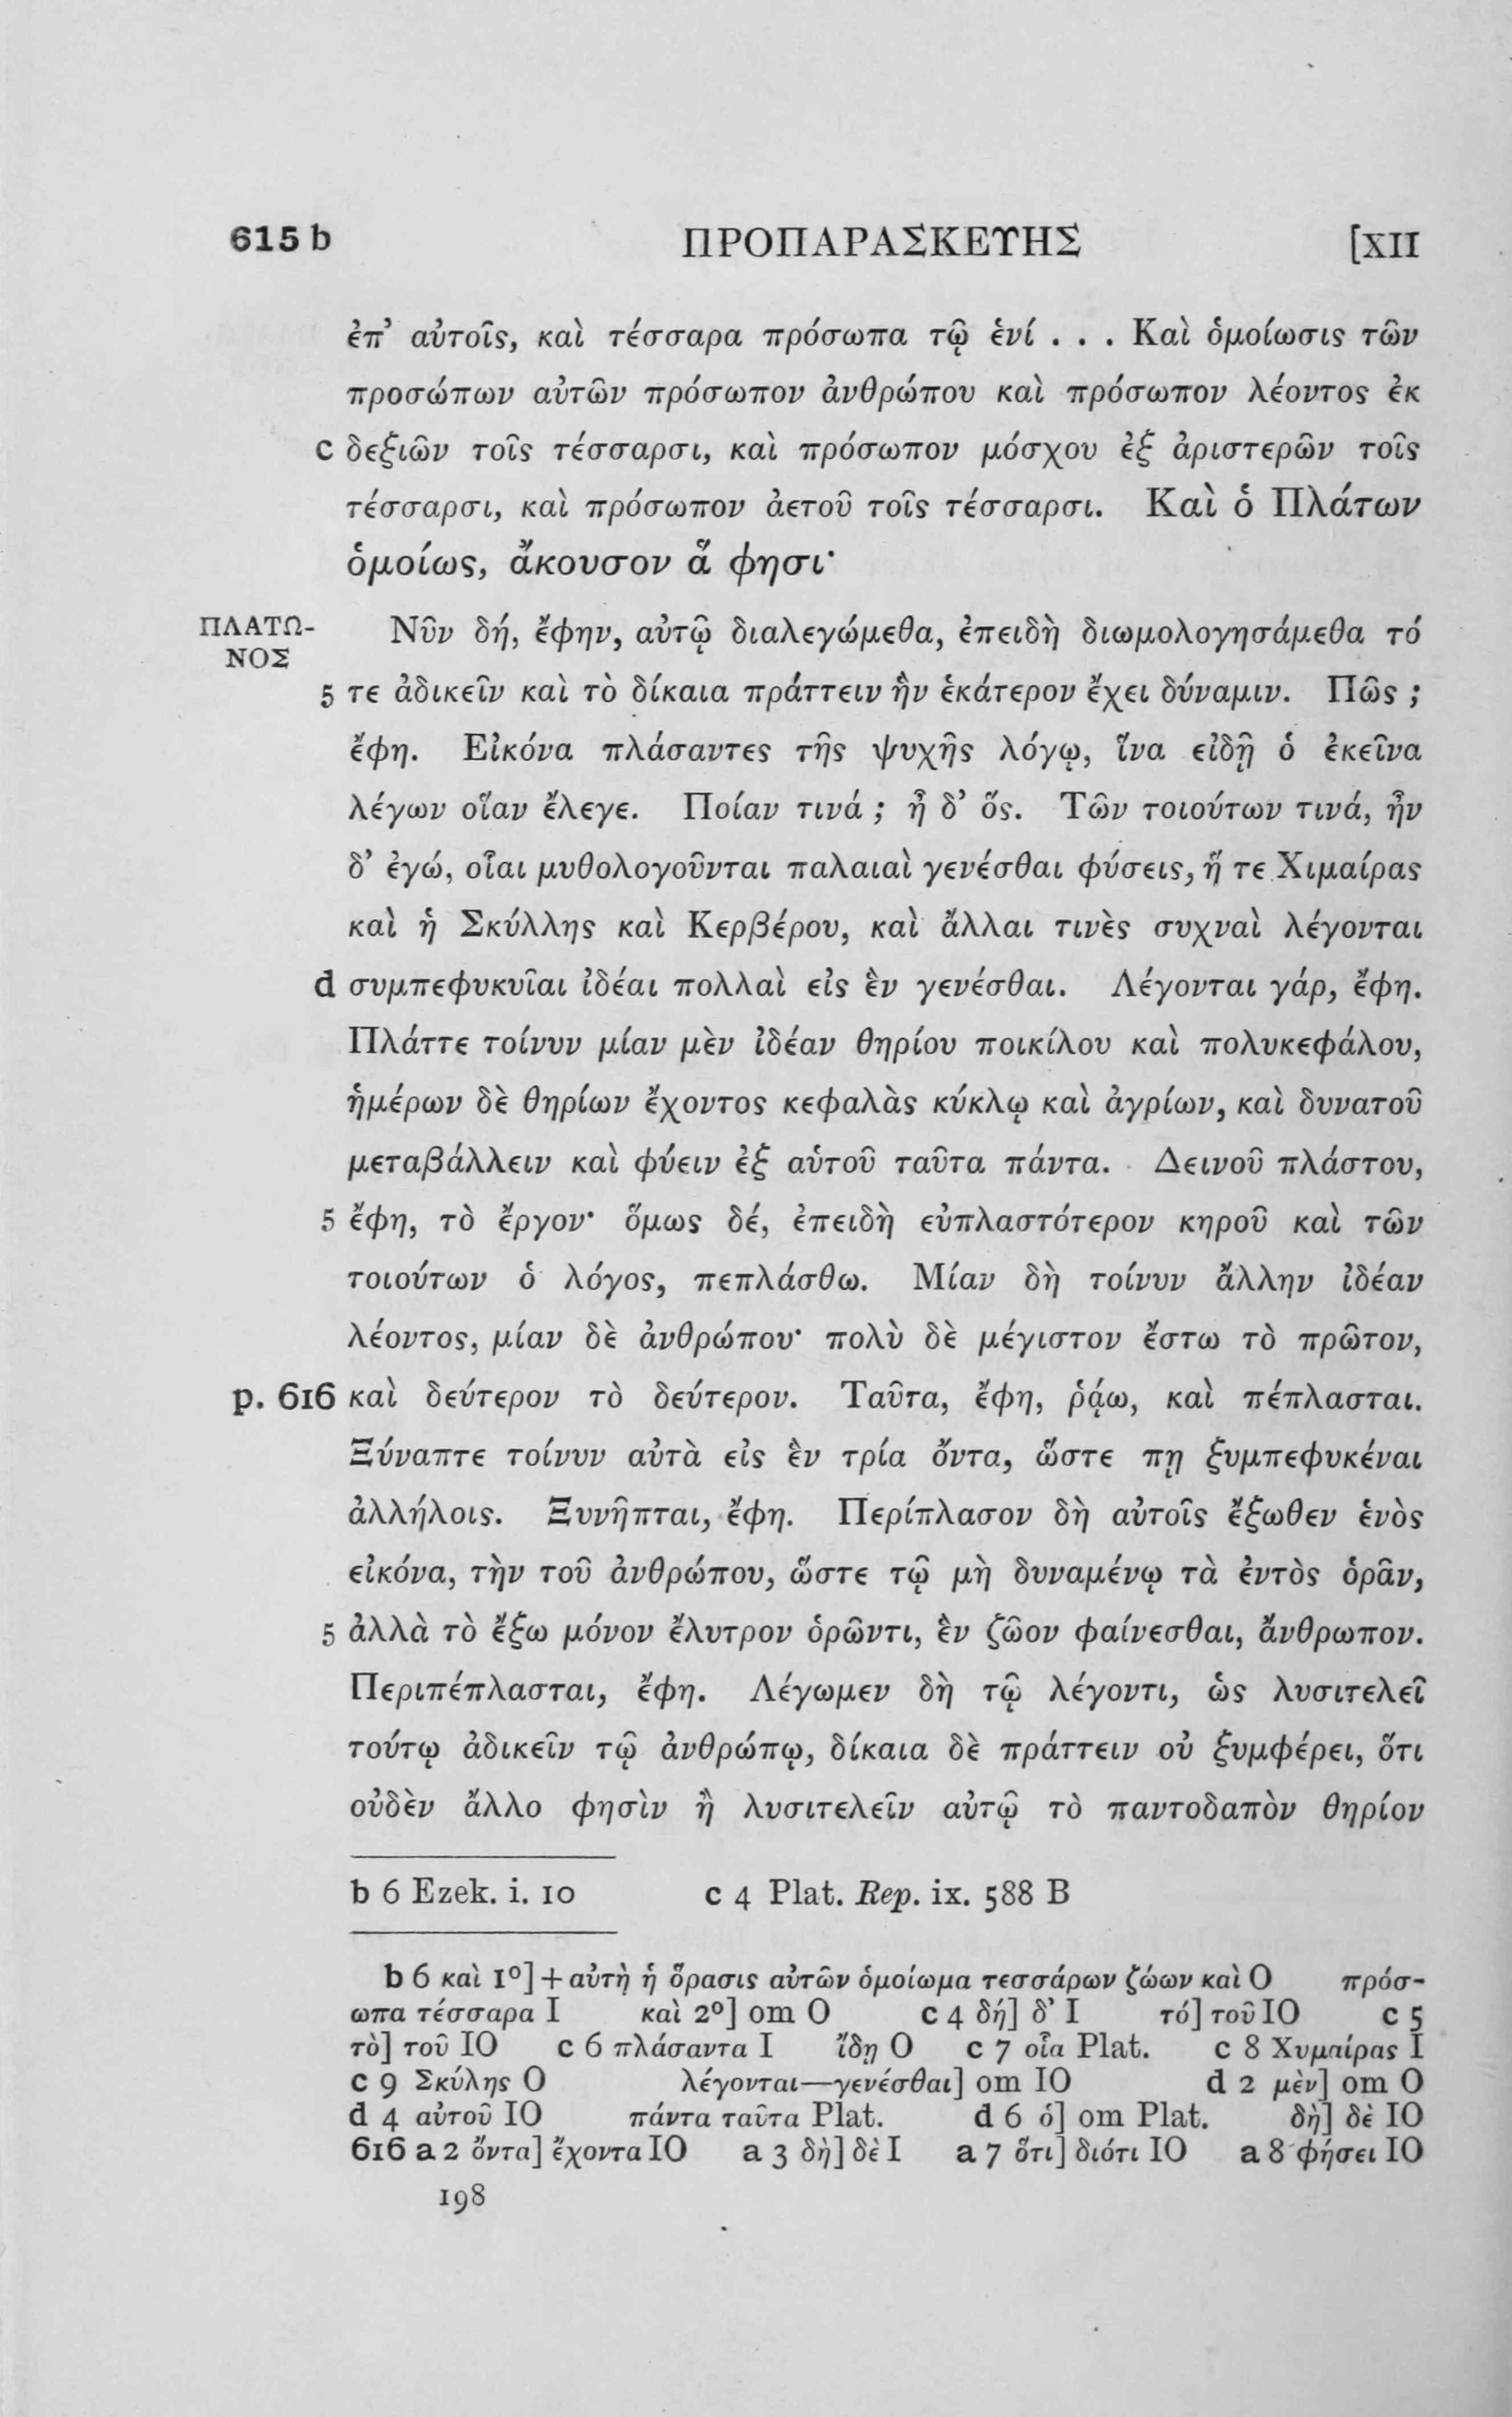 615 b ΠΡΟΠΑΡΑΣΚΕΥΗΣ [XII
ἐπ’ αὐτοῖς, καὶ τέσσαρα πρόσωπα τῷ ἑνί . . . Καὶ ὁμοίωσις τῶν
προσώπων αὐτῶν πρόσωπον ἀνθρώπου καὶ πρόσωπον λέοντος ἐκ
c δεξιῶν τοῖς τέσσαρσι, καὶ πρόσωπον μόσχου ἐξ ἀριστερῶν τοῖς
τέσσαρσι, καὶ πρόσωπον ἀετοῦ τοῖς τέσσαρσι. Καὶ ὁ Πλάτων
ὁμοίως, ἄκουσον ἅ φησι·
ΠΛΑΤΩ- Νῦν δή, ἔφην, αὐτῷ διαλεγώμεθα, ἐπειδὴ διωμολογησάμεθα τό
ΝΟΣ
5 τε ἀδικεῖν καὶ τὸ δίκαια πράττειν ἣν ἑκάτερον ἔχει δύναμιν. Πῶς ;
ἔφη. Εἰκόνα πλάσαντες τῆς ψυχῆς λόγῳ, ἵνα εἰδῇ ὁ ἐκεῖνα
λέγων οἵαν ἔλεγε. Ποίαν τινά ; ἦ δ’ ὅς. Τῶν τοιούτων τινά, ἦν
δ’ ἐγώ, οἷαι μυθολογοῦνται παλαιαὶ γενέσθαι φύσεις, ἥ τε Χιμαίρας
καὶ ἡ Σκύλλης καὶ Κερβέρου, καὶ ἄλλαι τινὲς συχναὶ λέγονται
d συμπεφυκυῖαι ἰδέαι πολλαὶ εἰς ἓν γενέσθαι. Λέγονται γάρ, ἔφη.
Πλάττε τοίνυν μίαν μὲν ἰδέαν θηρίου ποικίλου καὶ πολυκεφάλου,
ἡμέρων δὲ θηρίων ἔχοντος κεφαλὰς κύκλῳ καὶ ἀγρίων, καὶ δυνατοῦ
μεταβάλλειν καὶ φύειν ἐξ αὑτοῦ ταῦτα πάντα. Δεινοῦ πλάστου,
5 ἔφη, τὸ ἔργον· ὅμως δέ, ἐπειδὴ εὐπλαστότερον κηροῦ καὶ τῶν
τοιούτων ὁ λόγος, πεπλάσθω. Μίαν δὴ τοίνυν ἄλλην ἰδέαν
λέοντος, μίαν δὲ ἀνθρώπου· πολὺ δὲ μέγιστον ἔστω τὸ πρῶτον,
p. 616 καὶ δεύτερον τὸ δεύτερον. Ταῦτα, ἔφη, ῥᾴω, καὶ πέπλασται.
Ξύναπτε τοίνυν αὐτὰ εἰς ἓν τρία ὄντα, ὥστε πῃ ξυμπεφυκέναι
ἀλλήλοις. Ξυνῆπται, ἔφη. Περίπλασον δὴ αὐτοῖς ἔξωθεν ἑνὸς
εἰκόνα, τὴν τοῦ ἀνθρώπου, ὥστε τῷ μὴ δυναμένῳ τὰ ἐντὸς ὁρᾶν,
5 ἀλλὰ τὸ ἔξω μόνον ἔλυτρον ὁρῶντι, ἓν ζῶον φαίνεσθαι, ἄνθρωπον.
Περιπέπλασται, ἔφη. Λέγωμεν δὴ τῷ λέγοντι, ὡς λυσιτελεῖ
τούτῳ ἀδικεῖν τῷ ἀνθρώπῳ, δίκαια δὲ πράττειν οὐ ξυμφέρει, ὅτι
οὐδὲν ἄλλο φησὶν ἢ λυσιτελεῖν αὐτῷ τὸ παντοδαπὸν θηρίον
b 6 Ezek. i. 10 c 4 Plat. Rep. ix. 588 B
b 6 καὶ 1º] + αὐτὴ ἡ ὅρασις αὐτῶν ὁμοίωμα τεσσάρων ζώων καὶ O πρόσ-
ωπα τέσσαρα I καὶ 2º] om O c 4 δή] δ’ I τό] τοῦ IO c 5
τὸ] τοῦ IO c 6 πλάσαντα I ἴδῃ O c 7 οἷα Plat. c 8 Χυμαίρας I
c 9 Σκύλης O λέγονται—γενέσθαι] om IO d 2 μὲν] om O
d 4 αὐτοῦ IO πάντα ταῦτα Plat. d 6 ὁ] om Plat. δὴ] δὲ IO
616 a 2 ὄντα] ἔχοντα IO a 3 δὴ] δὲ I a 7 ὅτι] διότι IO a 8 φήσει IO
198